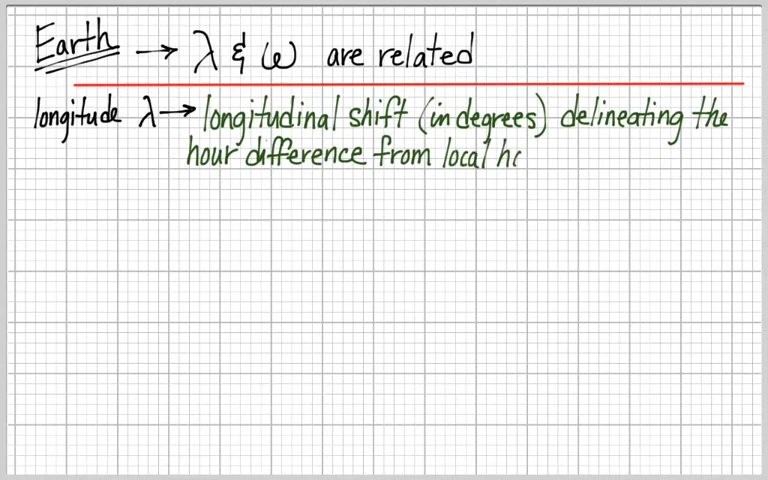 Earth → λ & ω are related
longitude λ → longitudinal shift (in degrees) delineating the
hour difference from local